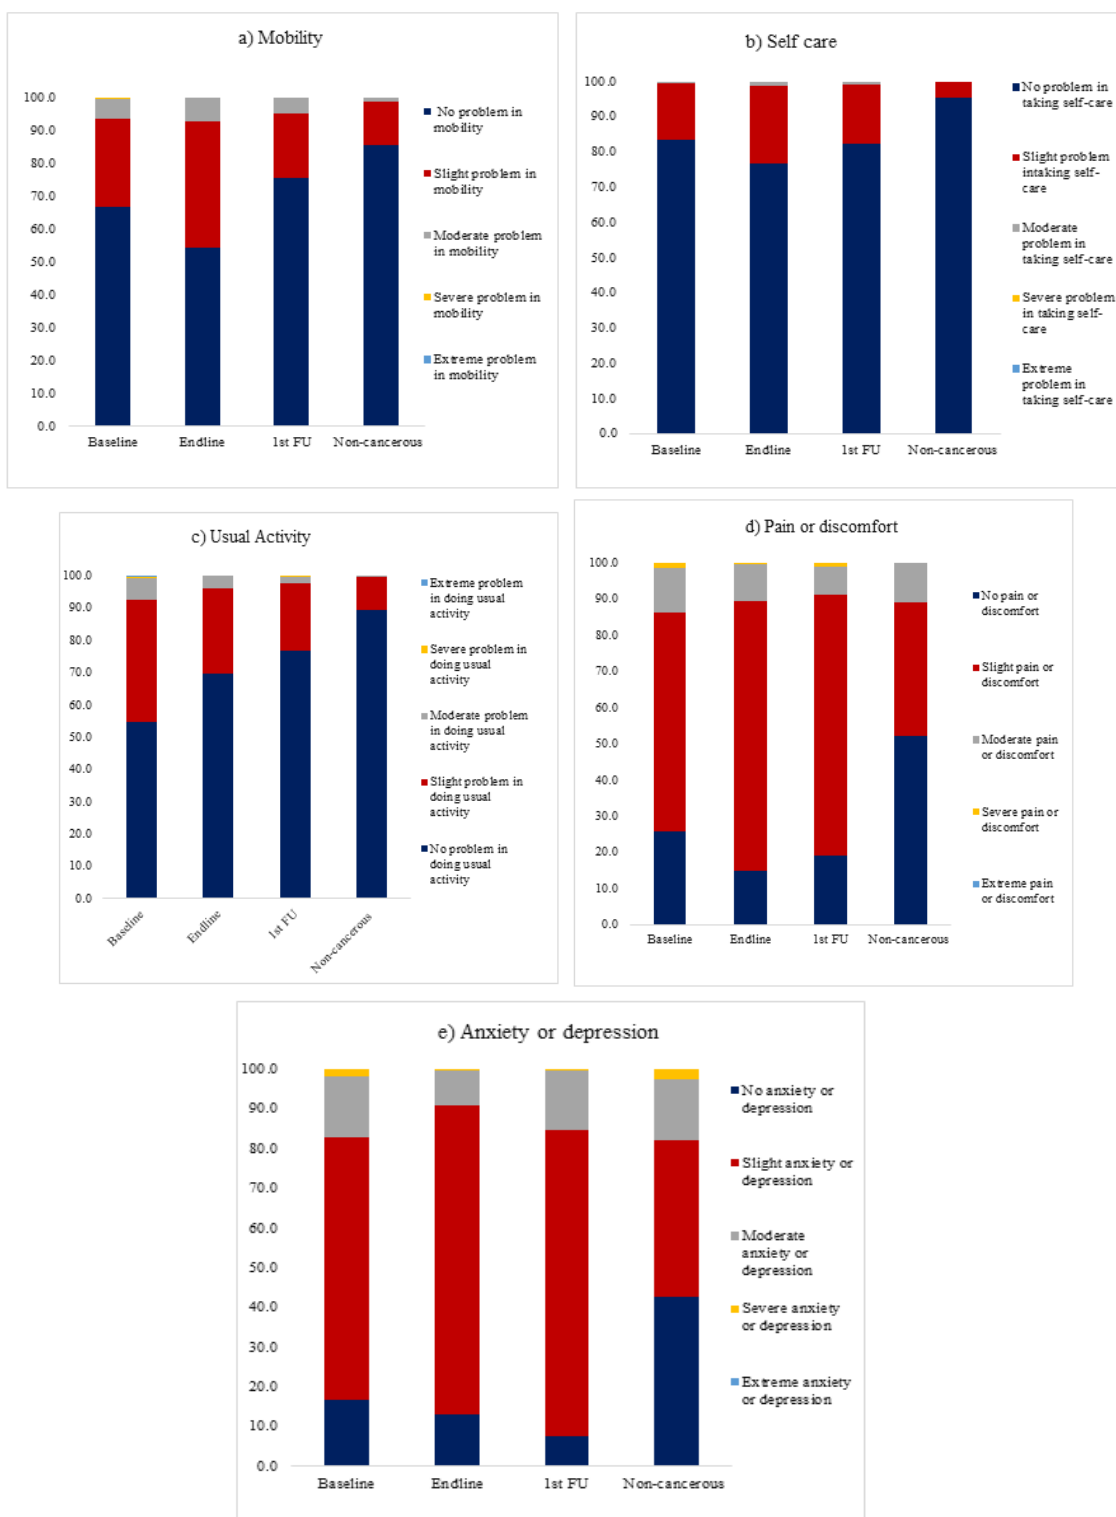 a) Mobility
100.0
90.0
80.0
70.0
60.0
50.0
40.0
30.0
20.0
10.0
0.0
Baseline Endline 1st FU Non-cancerous
No problem in
mobility
Slight problem in
mobility
Moderate problem
in mobility
Severe problem in
mobility
Extreme problem
in mobility
b) Self care
100.0
90.0
80.0
70.0
60.0
50.0
40.0
30.0
20.0
10.0
0.0
Baseline Endline 1st FU Non-cancerous
No problem in
taking self-care
Slight problem
intaking self-
care
Moderate
problem in
taking self-care
Severe problem
in taking self-
care
Extreme
problem in
taking self-care
c) Usual Activity
100.0
90.0
80.0
70.0
60.0
50.0
40.0
30.0
20.0
10.0
0.0
Baseline Endline 1st FU Non-cancerous
Extreme problem
in doing usual
activity
Severe problem in
doing usual
activity
Moderate problem
in doing usual
activity
Slight problem in
doing usual
activity
No problem in
doing usual
activity
d) Pain or discomfort
100.0
90.0
80.0
70.0
60.0
50.0
40.0
30.0
20.0
10.0
0.0
Baseline Endline 1st FU Non-cancerous
No pain or
discomfort
Slight pain or
discomfort
Moderate pain
or discomfort
Severe pain or
discomfort
Extreme pain
or discomfort
e) Anxiety or depression
100.0
90.0
80.0
70.0
60.0
50.0
40.0
30.0
20.0
10.0
0.0
Baseline Endline 1st FU Non-cancerous
No anxiety or
depression
Slight anxiety or
depression
Moderate
anxiety or
depression
Severe anxiety
or depression
Extreme anxiety
or depression